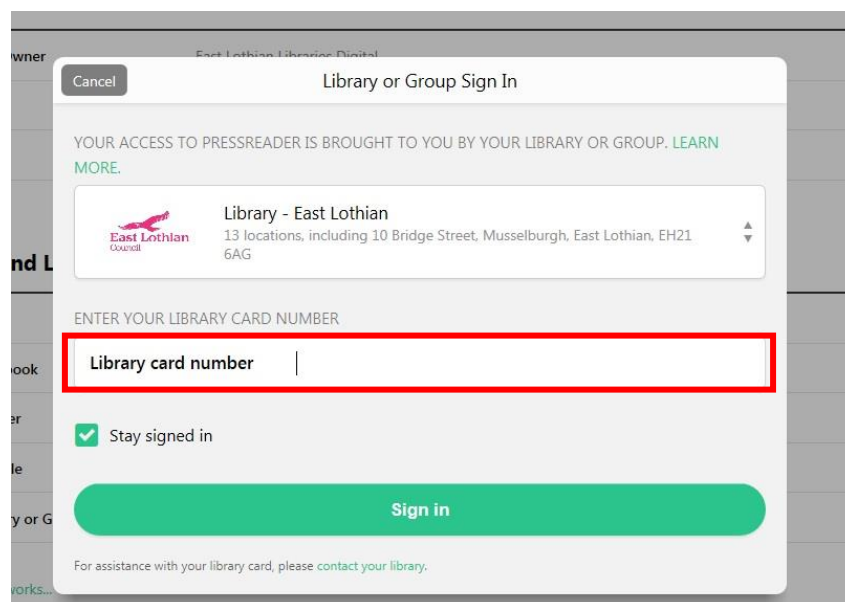 wner
East Lothian Libraries Digital
Cancel
Library or Group Sign In
YOUR ACCESS TO PRESSREADER IS BROUGHT TO YOU BY YOUR LIBRARY OR GROUP. LEARN
MORE.
East Lothian
Council
Library - East Lothian
13 locations, including 10 Bridge Street, Musselburgh, East Lothian, EH21
6AG
nd L
ENTER YOUR LIBRARY CARD NUMBER
Library card number
ook
er
Stay signed in
le
Sign in
y or G
For assistance with your library card, please contact your library.
works...